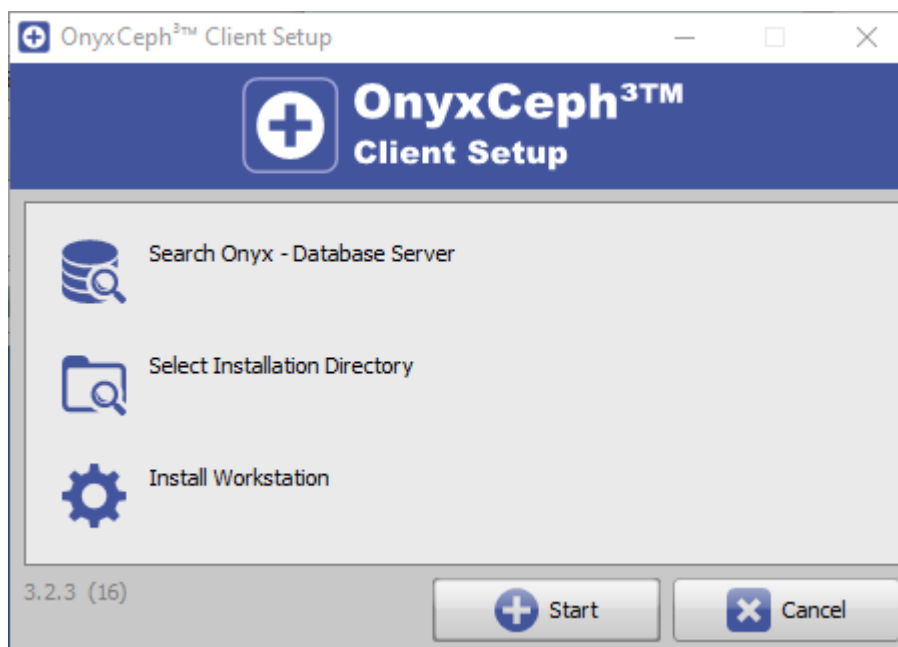 OnyxCeph³™ Client Setup
OnyxCeph³™
Client Setup
Search Onyx - Database Server
Select Installation Directory
Install Workstation
3.2.3 (16)
Start
Cancel